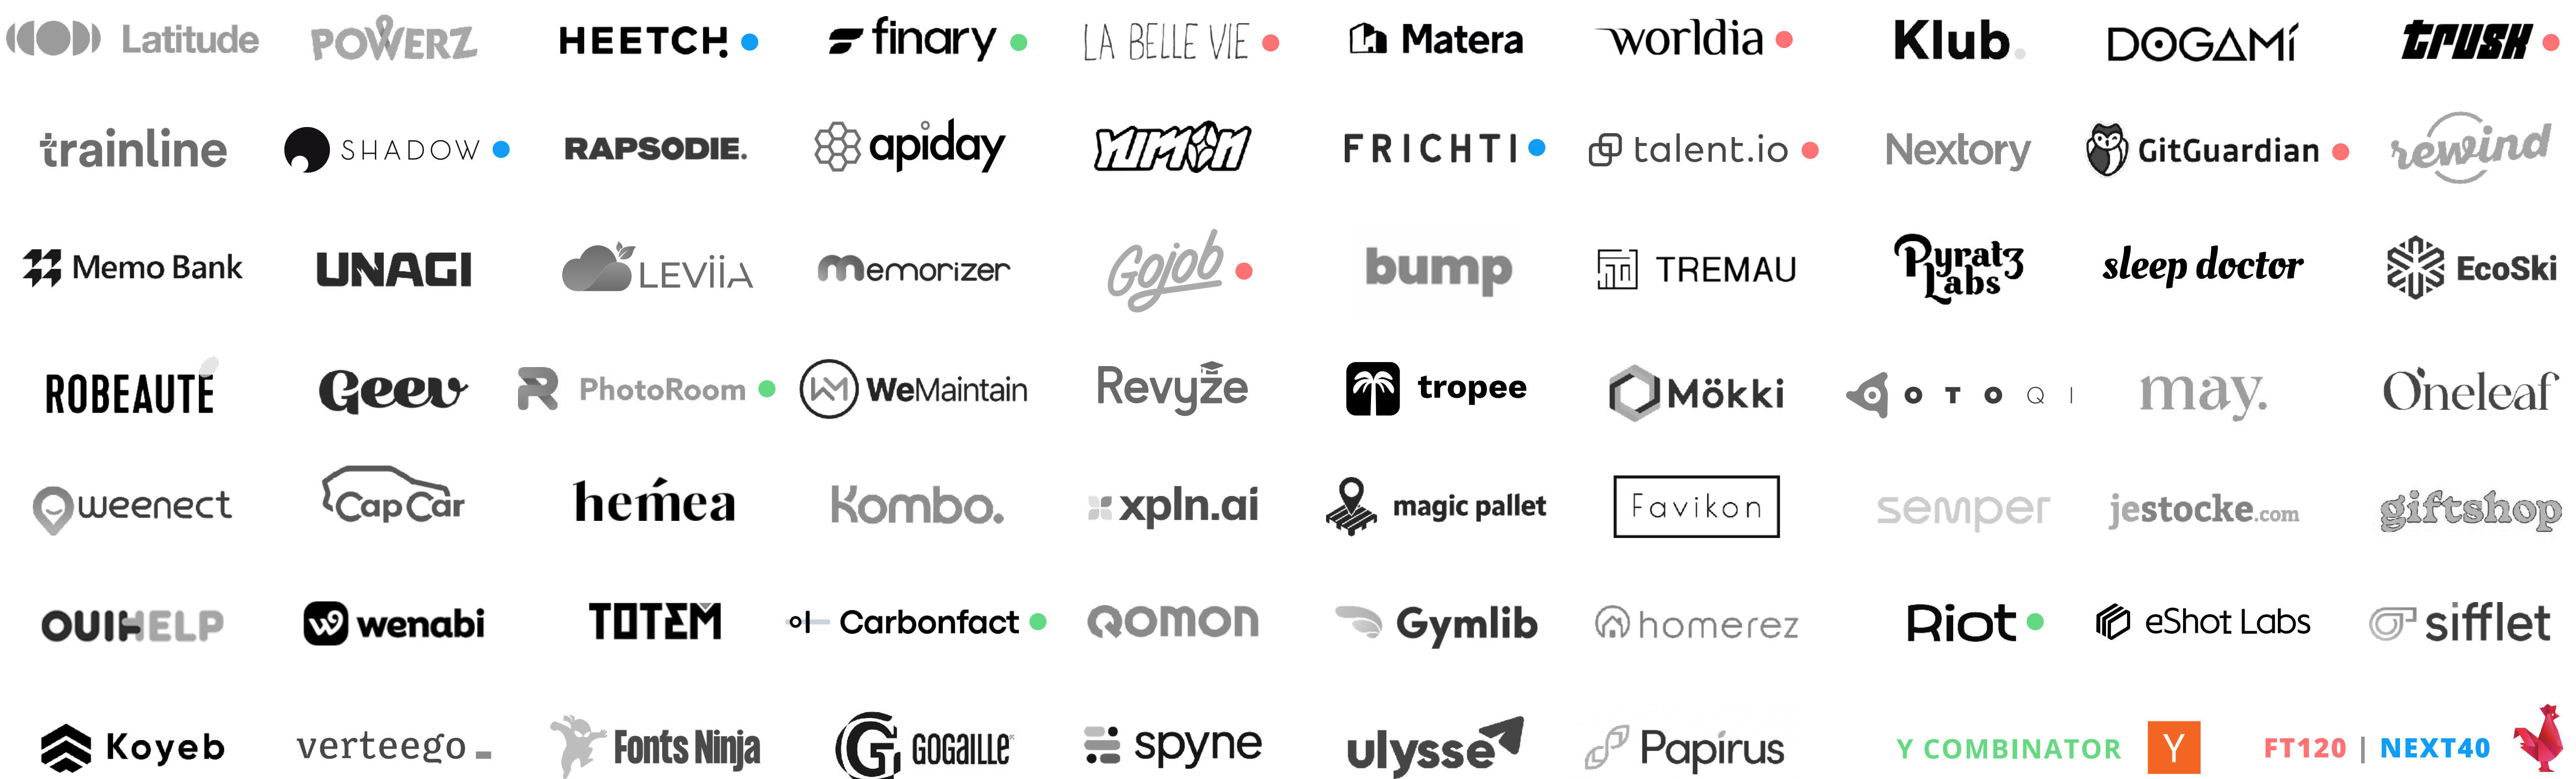 Latitude POWERZ HEETCH finary LA BELLE VIE Matera worldia Klub. DOGAMí trusk
trainline SHADOW RAPSODIE. apiday YUMON FRICHTI talent.io Nextory GitGuardian rewind
Memo Bank UNAGI LEViiA memorizer Gojob bump TREMAU Pyratz Labs sleep doctor EcoSki
ROBEAUTÉ Geev PhotoRoom WeMaintain Revyze tropee Mökki OTOQI may. O'neleaf
weenect CapCar hemea Kombo. xpln.ai magic pallet Favikon semper jestocke.com giftshop
OUIHELP wenabi TOTEM Carbonfact Qomon Gymlib homerez Riot eShot Labs sifflet
Koyeb verteego Fonts Ninja G GOGAILLE spyne ulysse Papirus Y COMBINATOR Y FT120 | NEXT40